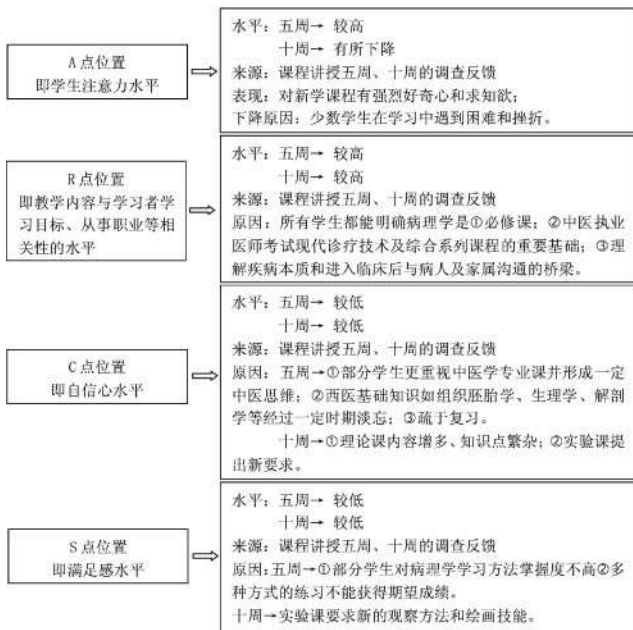 A 点位置
即学生注意力水平
水平：五周→ 较高
十周→ 有所下降
来源：课程讲授五周、十周的调查反馈
表现：对新学课程有强烈好奇心和求知欲；
下降原因：少数学生在学习中遇到困难和挫折。
R 点位置
即教学内容与学习者学
习目标、从事职业等相
关性的水平
水平：五周→ 较高
十周→ 较高
来源：课程讲授五周、十周的调查反馈
原因：所有学生都能明确病理学是①必修课；②中医执业
医师考试现代诊疗技术及综合系列课程的重要基础；③理
解疾病本质和进入临床后与病人及家属沟通的桥梁。
C 点位置
即自信心水平
水平：五周→ 较低
十周→ 较低
来源：课程讲授五周、十周的调查反馈
原因：五周→①部分学生更重视中医学专业课并形成一定
中医思维；②西医基础知识如组织胚胎学、生理学、解剖
学等经过一定时期淡忘；③疏于复习。
十周→①理论课内容增多、知识点繁杂；②实验课提
出新要求。
S 点位置
即满足感水平
水平：五周→ 较低
十周→ 较低
来源：课程讲授五周、十周的调查反馈
原因：五周→①部分学生对病理学学习方法掌握度不高②多
种方式的练习不能获得期望成绩。
十周→实验课要求新的观察方法和绘画技能。